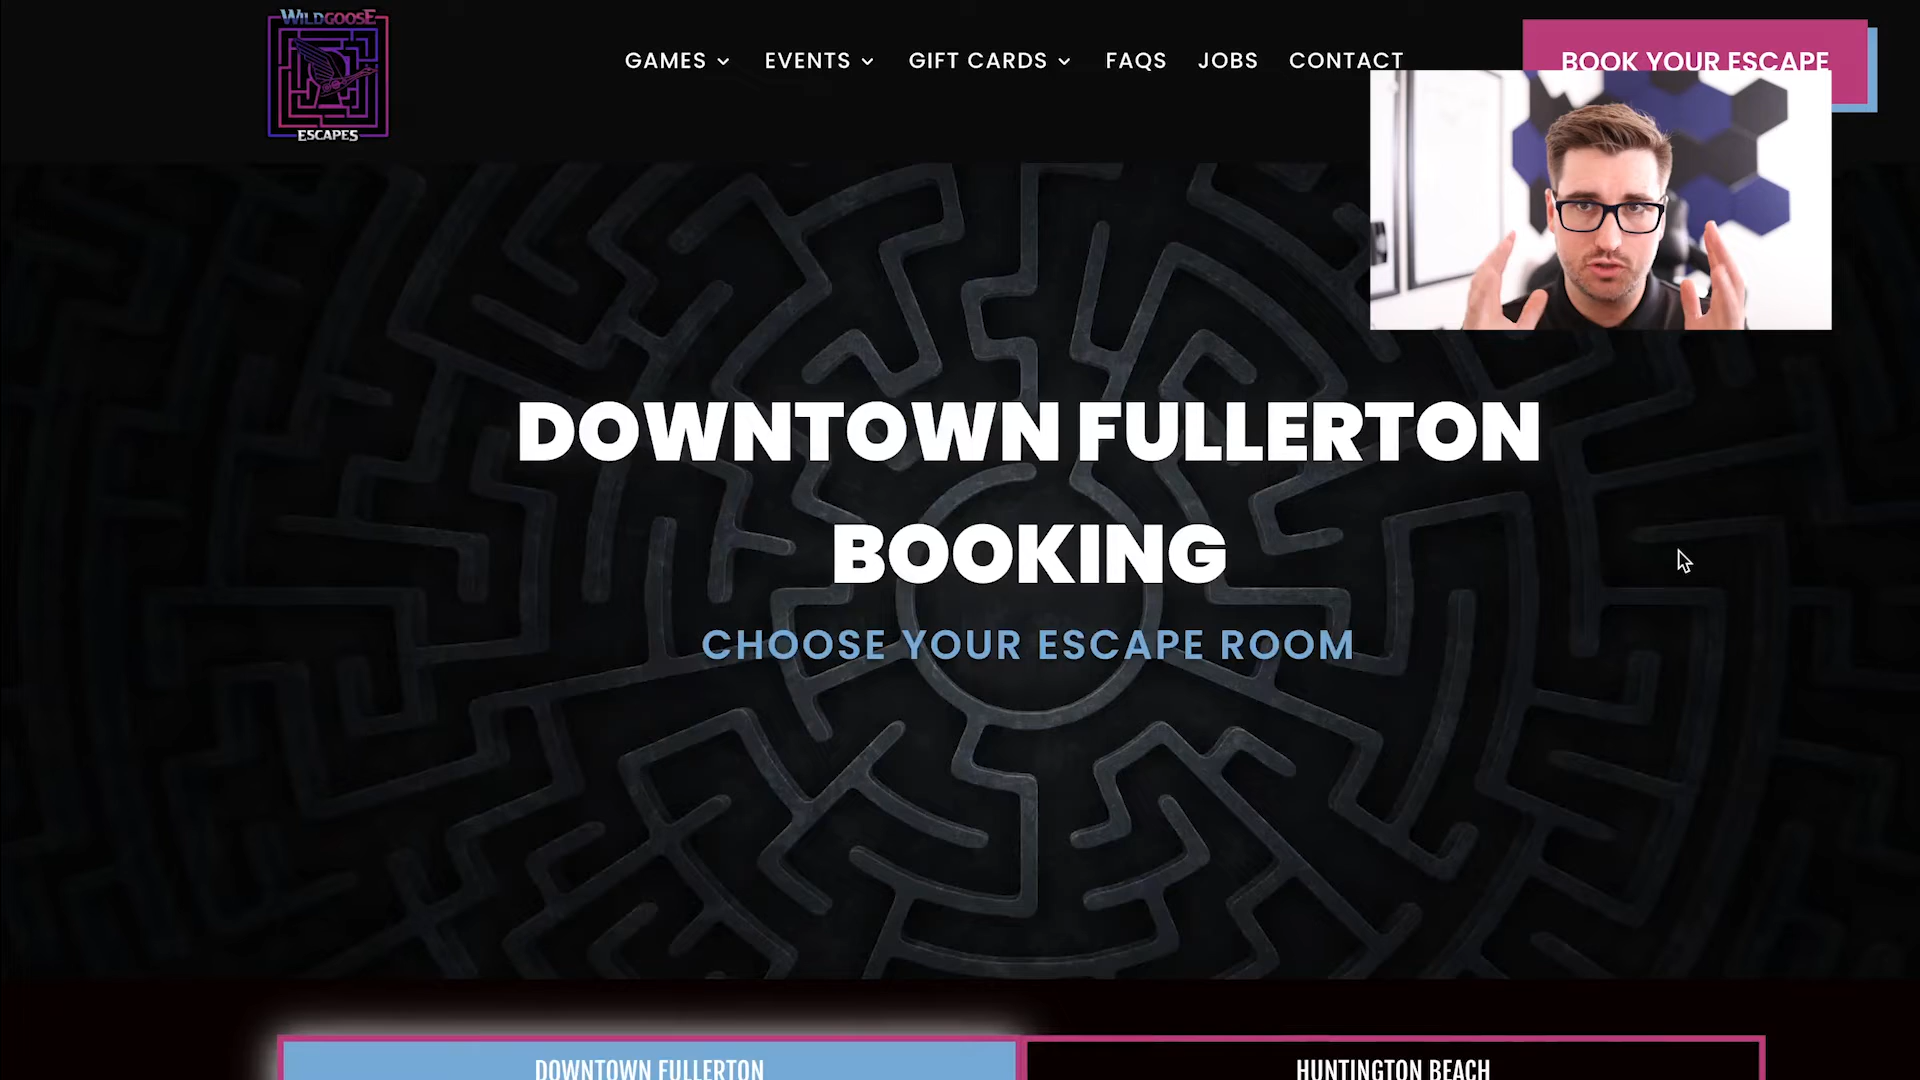 WILDGOOSE
ESCAPES
GAMES EVENTS GIFT CARDS FAQS JOBS CONTACT
BOOK YOUR ESCAPE
DOWNTOWN FULLERTON
BOOKING
CHOOSE YOUR ESCAPE ROOM
DOWNTOWN FULLERTON
HUNTINGTON BEACH